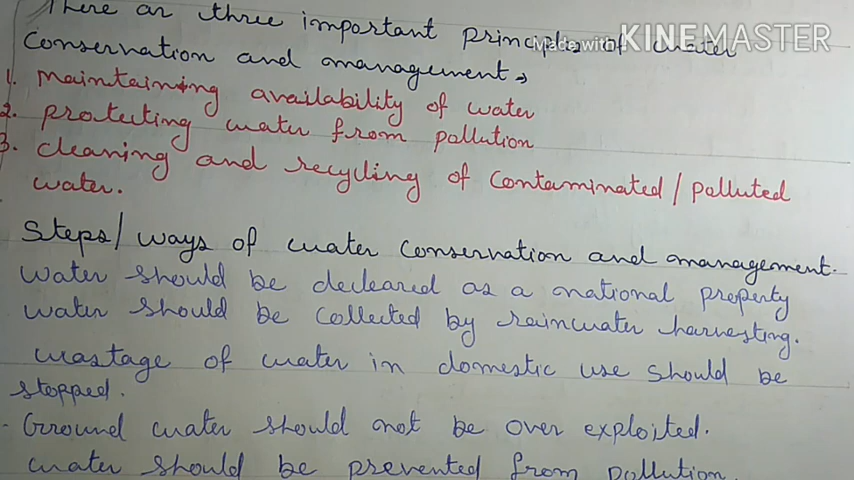 There are three important principles of water
Made with KINEMASTER
Conservation and management →
1. Maintaining availability of water
2. protecting water from pollution
3. cleaning and recycling of contaminated / polluted
water.
Steps/ ways of water conservation and management.
Water should be decleared as a national property
Water should be collected by rainwater harvesting.
wastage of water in domestic use should be
stopped.
- Ground water should not be over exploited.
water should be prevented from pollution.